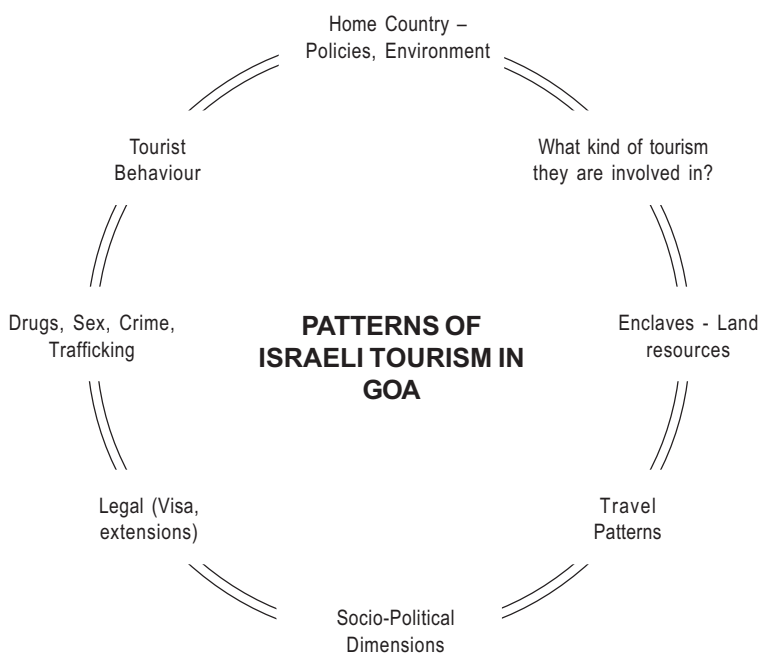 Home Country –
Policies, Environment
What kind of tourism
they are involved in?
Enclaves - Land
resources
Travel
Patterns
Socio-Political
Dimensions
Legal (Visa,
extensions)
Drugs, Sex, Crime,
Trafficking
Tourist
Behaviour
PATTERNS OF
ISRAELI TOURISM IN
GOA